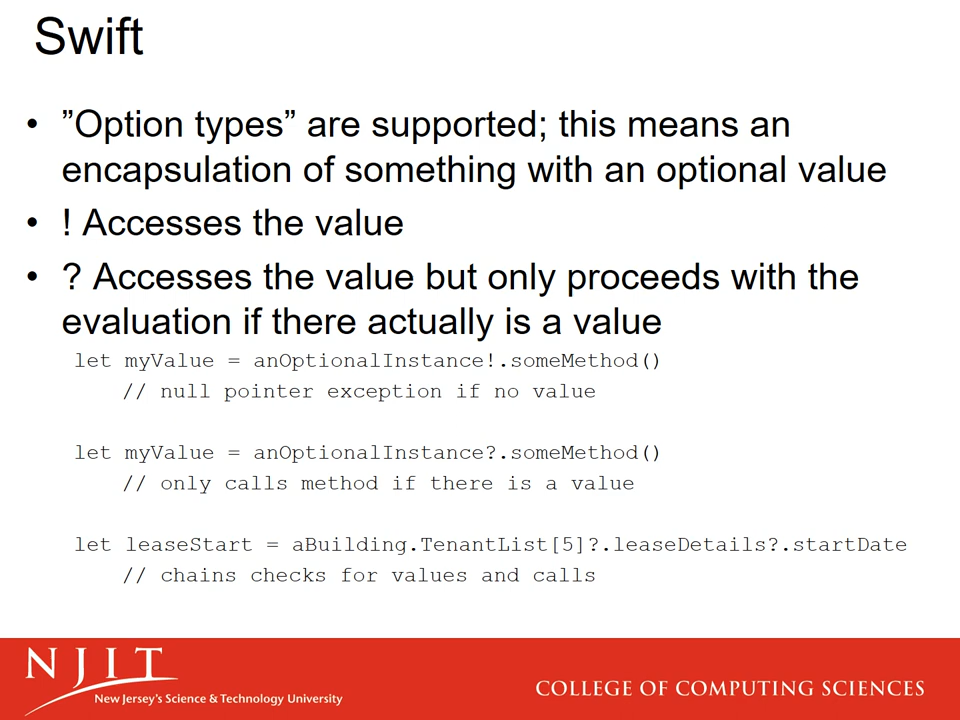 Swift
• ”Option types” are supported; this means an
encapsulation of something with an optional value
• ! Accesses the value
• ? Accesses the value but only proceeds with the
evaluation if there actually is a value
let myValue = anOptionalInstance!.someMethod()
// null pointer exception if no value
let myValue = anOptionalInstance?.someMethod()
// only calls method if there is a value
let leaseStart = aBuilding.TenantList[5]?.leaseDetails?.startDate
// chains checks for values and calls
NJIT
New Jersey's Science & Technology University
COLLEGE OF COMPUTING SCIENCES